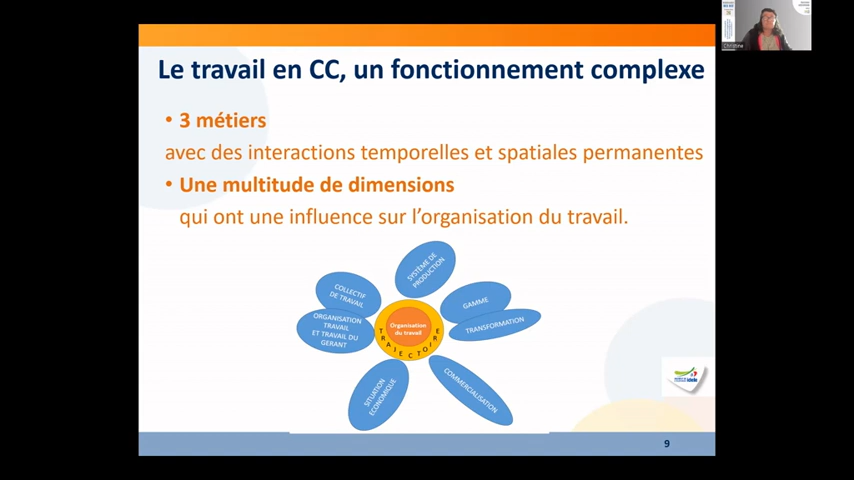 Le travail en CC, un fonctionnement complexe
• 3 métiers
avec des interactions temporelles et spatiales permanentes
• Une multitude de dimensions
qui ont une influence sur l'organisation du travail.
SYSTÈME DE
PRODUCTION
COLLECTIF
DE TRAVAIL
GAMME
ORGANISATION
TRAVAIL
ET TRAVAIL DU
GERANT
Organisation
du travail
TRAJECTOIRE
TRANSFORMATION
SITUATION
ECONOMIQUE
COMMERCIALISATION
idele
9
Christine